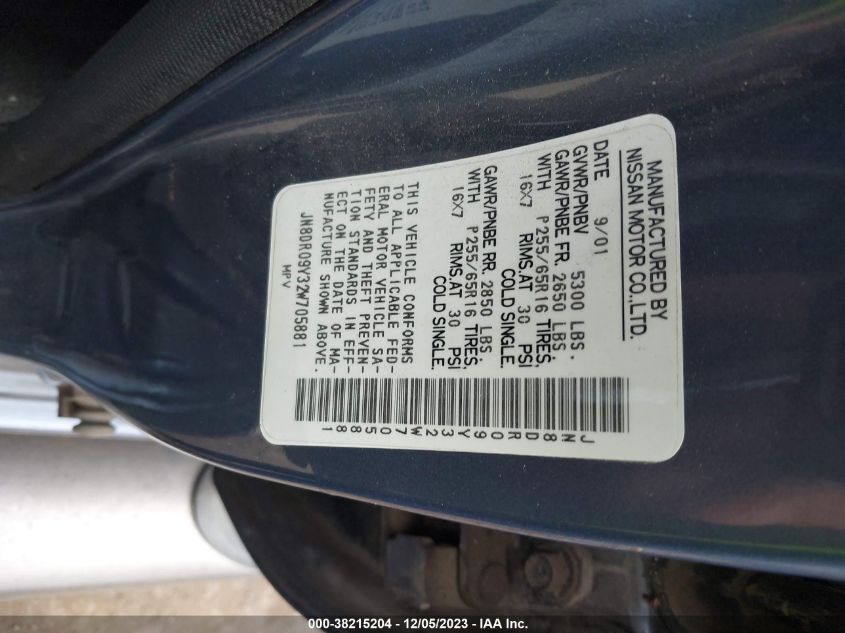 MANUFACTURED BY
NISSAN MOTOR CO.,LTD.
DATE 9/01
GVWR/PNBV 5300 LBS.
GAWR/PNBE FR. 2650 LBS.
WITH P255/65R16 TIRES,
16X7 RIMS,AT 30 PSI
COLD SINGLE.
GAWR/PNBE RR. 2850 LBS.
WITH P255/65R16 TIRES,
16X7 RIMS,AT 30 PSI
COLD SINGLE.
THIS VEHICLE CONFORMS
TO ALL APPLICABLE FED-
ERAL MOTOR VEHICLE SA-
FETY AND THEFT PREVEN-
TION STANDARDS IN EFF-
ECT ON THE DATE OF MA-
NUFACTURE SHOWN ABOVE.
JN8DR09Y32W705881
MPV
JN8DR09Y32W705881
000-38215204 - 12/05/2023 - IAA Inc.